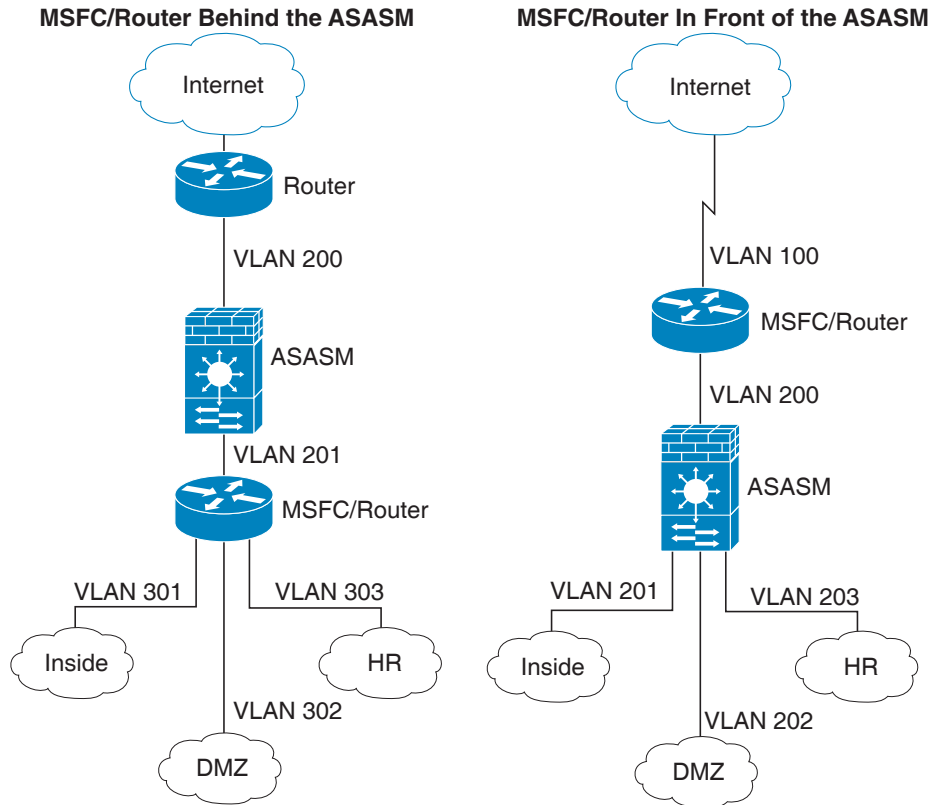 MSFC/Router Behind the ASASM
Internet
Router
VLAN 200
ASASM
VLAN 201
MSFC/Router
VLAN 301
VLAN 303
Inside
HR
VLAN 302
DMZ
MSFC/Router In Front of the ASASM
Internet
VLAN 100
MSFC/Router
VLAN 200
ASASM
VLAN 201
VLAN 203
Inside
HR
VLAN 202
DMZ